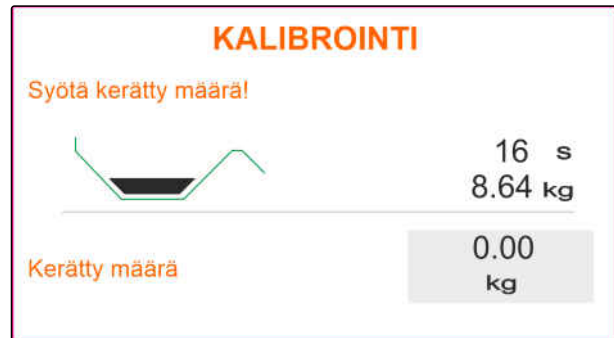 KALIBROINTI
Syötä kerätty määrä!
16 s
8.64 kg
Kerätty määrä
0.00
kg